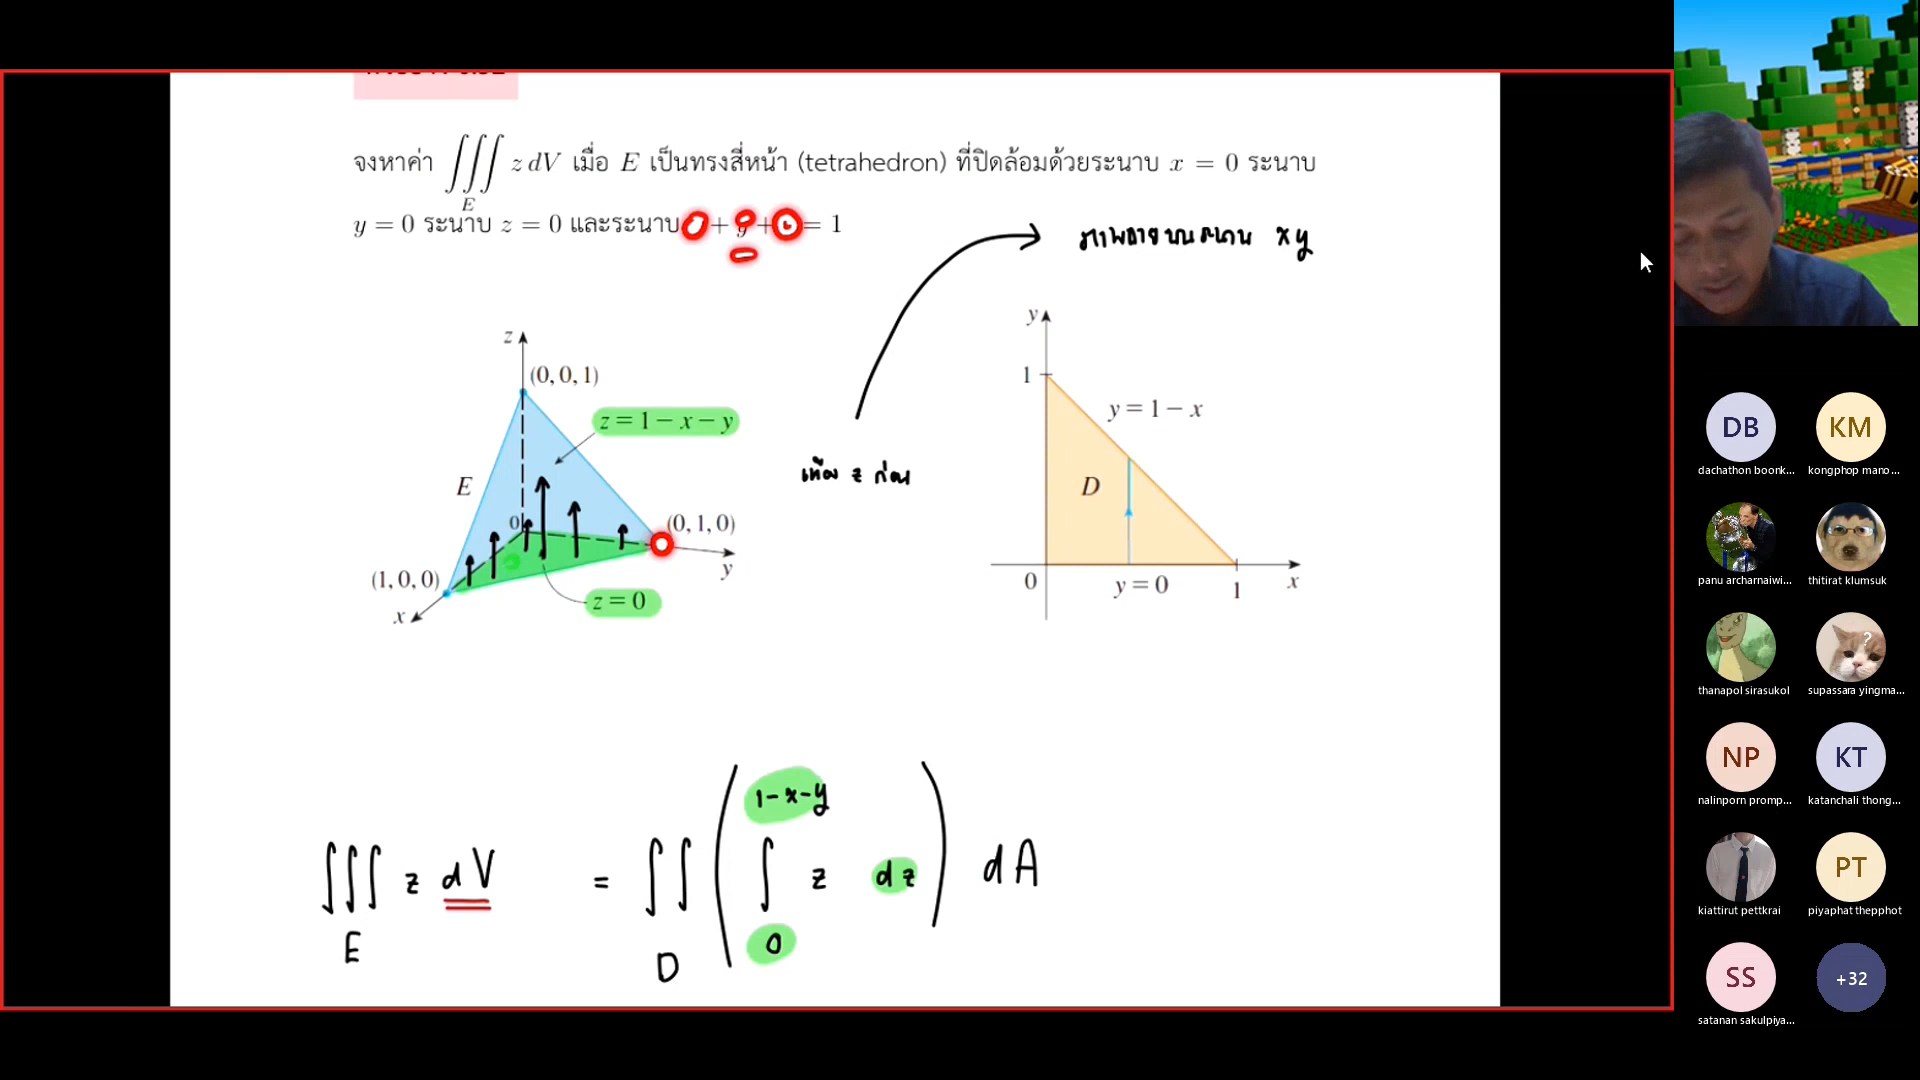 จงหาค่า ∭_E z dV เมื่อ E เป็นทรงสี่หน้า (tetrahedron) ที่ปิดล้อมด้วยระนาบ x = 0 ระนาบ
y = 0 ระนาบ z = 0 และระนาบ + y + = 1
ภาพฉายบนระนาบ xy
z
(0, 0, 1)
z = 1 − x − y
E
0
(0, 1, 0)
y
(1, 0, 0)
x
z = 0
เทียบ z ก่อน
y
1
y = 1 − x
D
0
y = 0
1
x
∭_E z dV = ∬_D ( ∫_0^{1-x-y} z dz ) dA
DB
dachathon boonk...
KM
kongphop mano...
panu archarnaiwi...
thitirat klumsuk
thanapol sirasukol
?
supassara yingma...
NP
nalinporn promp...
KT
katanchali thong...
kiattirut pettkrai
PT
piyaphat thepphot
SS
satanan sakulpiya...
+32